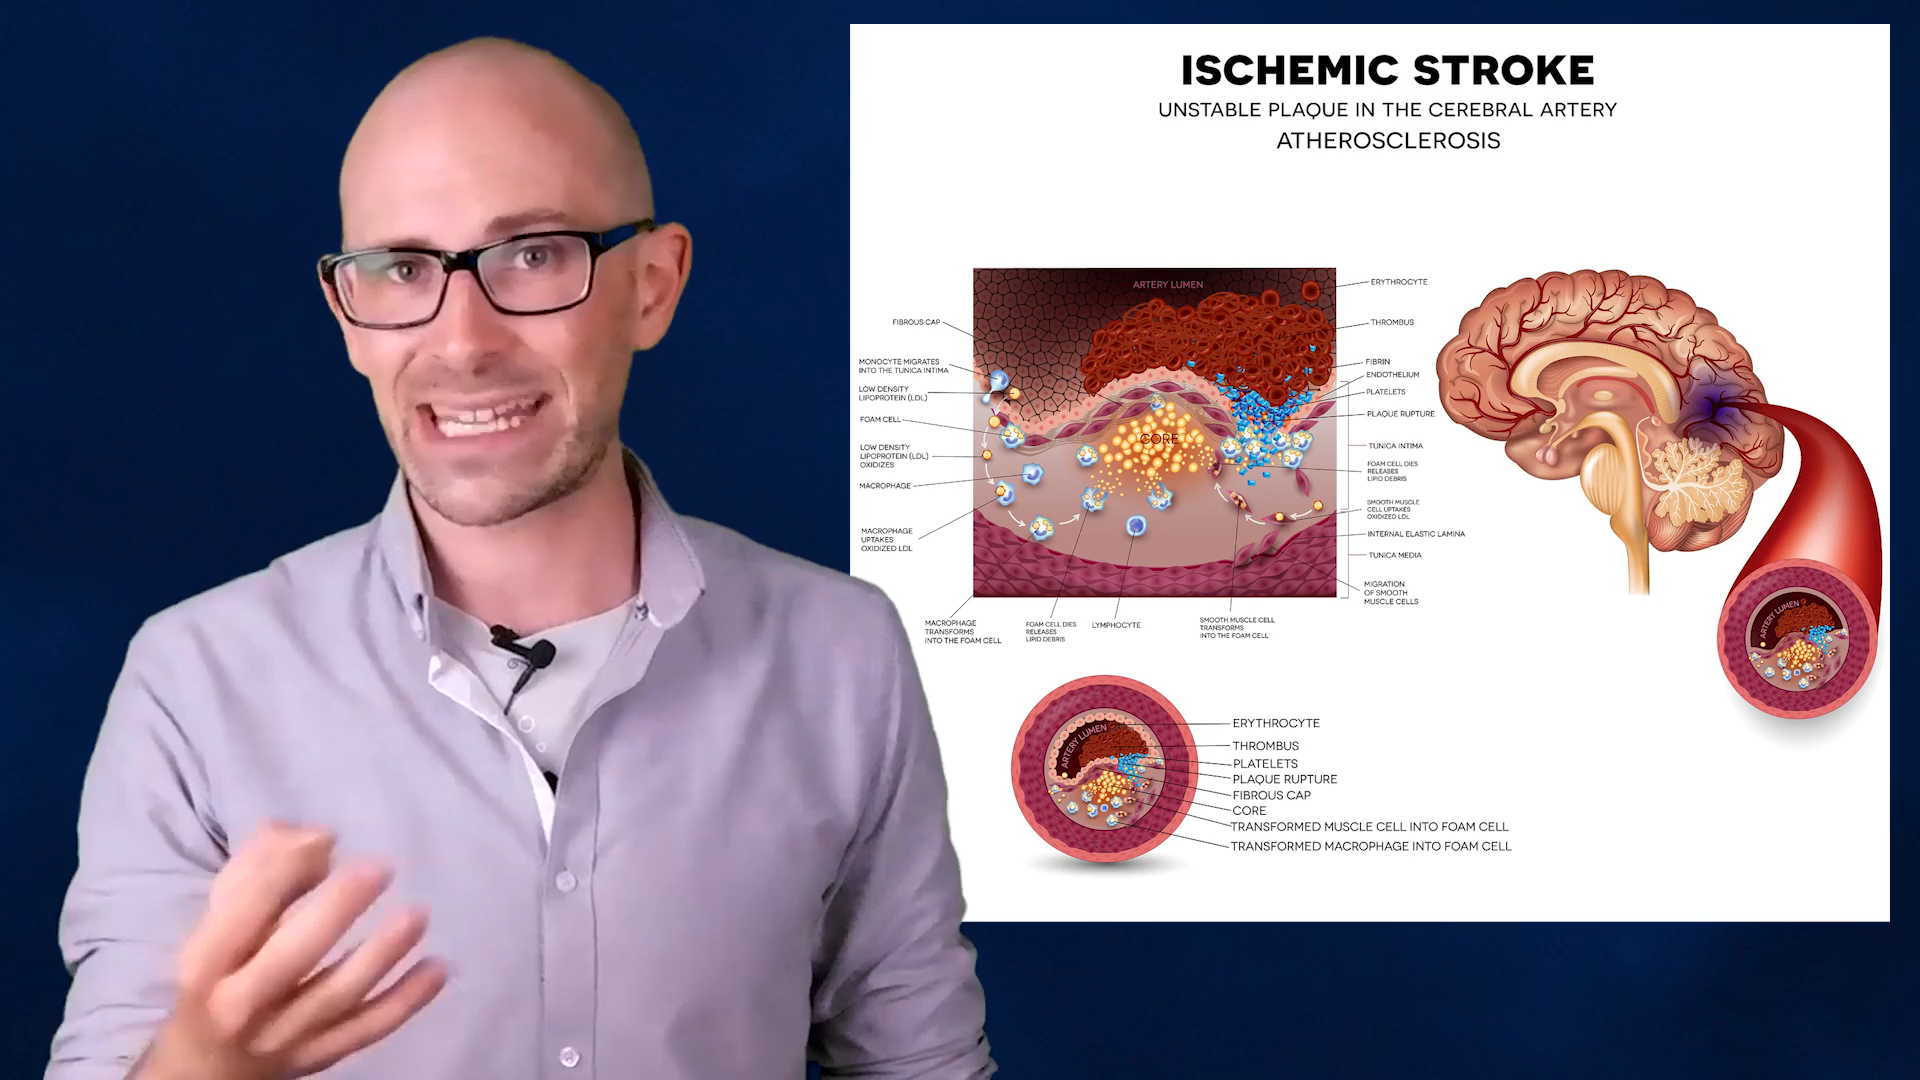 ISCHEMIC STROKE
UNSTABLE PLAQUE IN THE CEREBRAL ARTERY
ATHEROSCLEROSIS
ARTERY LUMEN
CORE
FIBROUS CAP
MONOCYTE MIGRATES
INTO THE TUNICA INTIMA
LOW DENSITY
LIPOPROTEIN (LDL)
FOAM CELL
LOW DENSITY
LIPOPROTEIN (LDL)
OXIDIZES
MACROPHAGE
MACROPHAGE
UPTAKES
OXIDIZED LDL
MACROPHAGE
TRANSFORMS
INTO THE FOAM CELL
FOAM CELL DIES
RELEASES
LIPID DEBRIS
LYMPHOCYTE
SMOOTH MUSCLE CELL
TRANSFORMS
INTO THE FOAM CELL
ERYTHROCYTE
THROMBUS
FIBRIN
ENDOTHELIUM
PLATELETS
PLAQUE RUPTURE
TUNICA INTIMA
FOAM CELL DIES
RELEASES
LIPID DEBRIS
SMOOTH MUSCLE
CELL UPTAKES
OXIDIZED LDL
INTERNAL ELASTIC LAMINA
TUNICA MEDIA
MIGRATION
OF SMOOTH
MUSCLE CELLS
ARTERY LUMEN
ARTERY LUMEN
ERYTHROCYTE
THROMBUS
PLATELETS
PLAQUE RUPTURE
FIBROUS CAP
CORE
TRANSFORMED MUSCLE CELL INTO FOAM CELL
TRANSFORMED MACROPHAGE INTO FOAM CELL